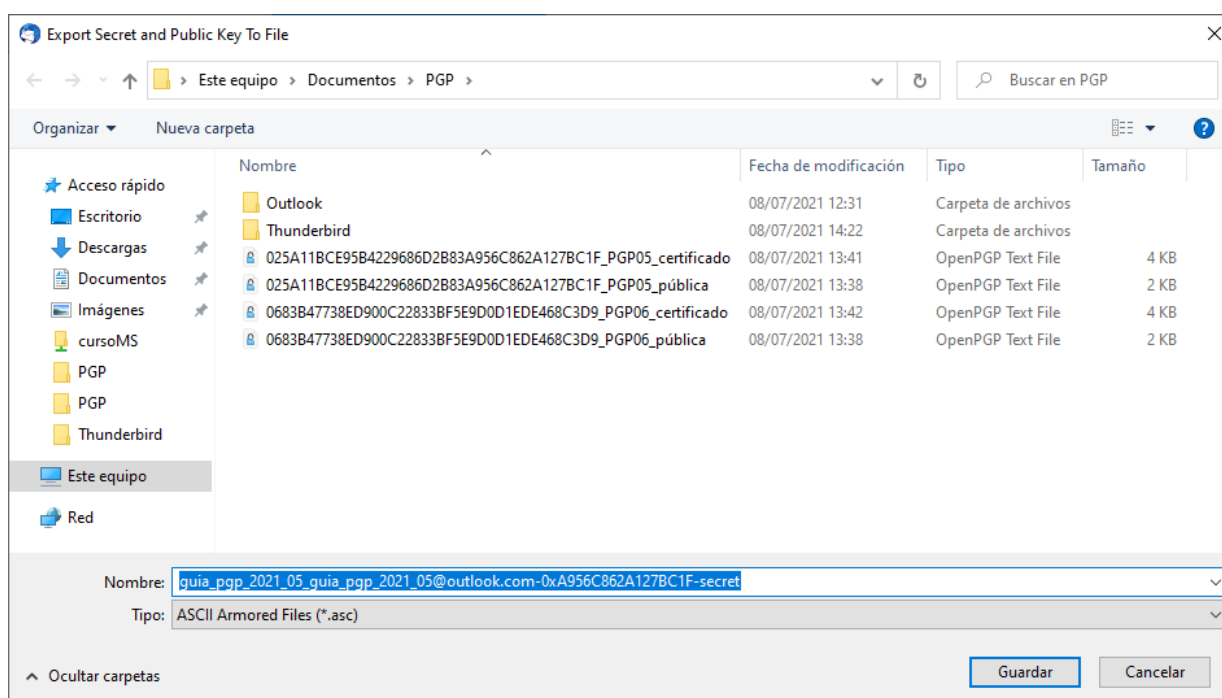 Export Secret and Public Key To File
Este equipo > Documentos > PGP >
Buscar en PGP
Organizar
Nueva carpeta
Nombre
Fecha de modificación
Tipo
Tamaño
Acceso rápido
Escritorio
Descargas
Documentos
Imágenes
cursoMS
PGP
PGP
Thunderbird
Este equipo
Red
Outlook 08/07/2021 12:31 Carpeta de archivos
Thunderbird 08/07/2021 14:22 Carpeta de archivos
025A11BCE95B4229686D2B83A956C862A127BC1F_PGP05_certificado 08/07/2021 13:41 OpenPGP Text File 4 KB
025A11BCE95B4229686D2B83A956C862A127BC1F_PGP05_pública 08/07/2021 13:38 OpenPGP Text File 2 KB
0683B47738ED900C22833BF5E9D0D1EDE468C3D9_PGP06_certificado 08/07/2021 13:42 OpenPGP Text File 4 KB
0683B47738ED900C22833BF5E9D0D1EDE468C3D9_PGP06_pública 08/07/2021 13:38 OpenPGP Text File 2 KB
Nombre: guia_pgp_2021_05_guia_pgp_2021_05@outlook.com-0xA956C862A127BC1F-secret
Tipo: ASCII Armored Files (*.asc)
Ocultar carpetas
Guardar
Cancelar